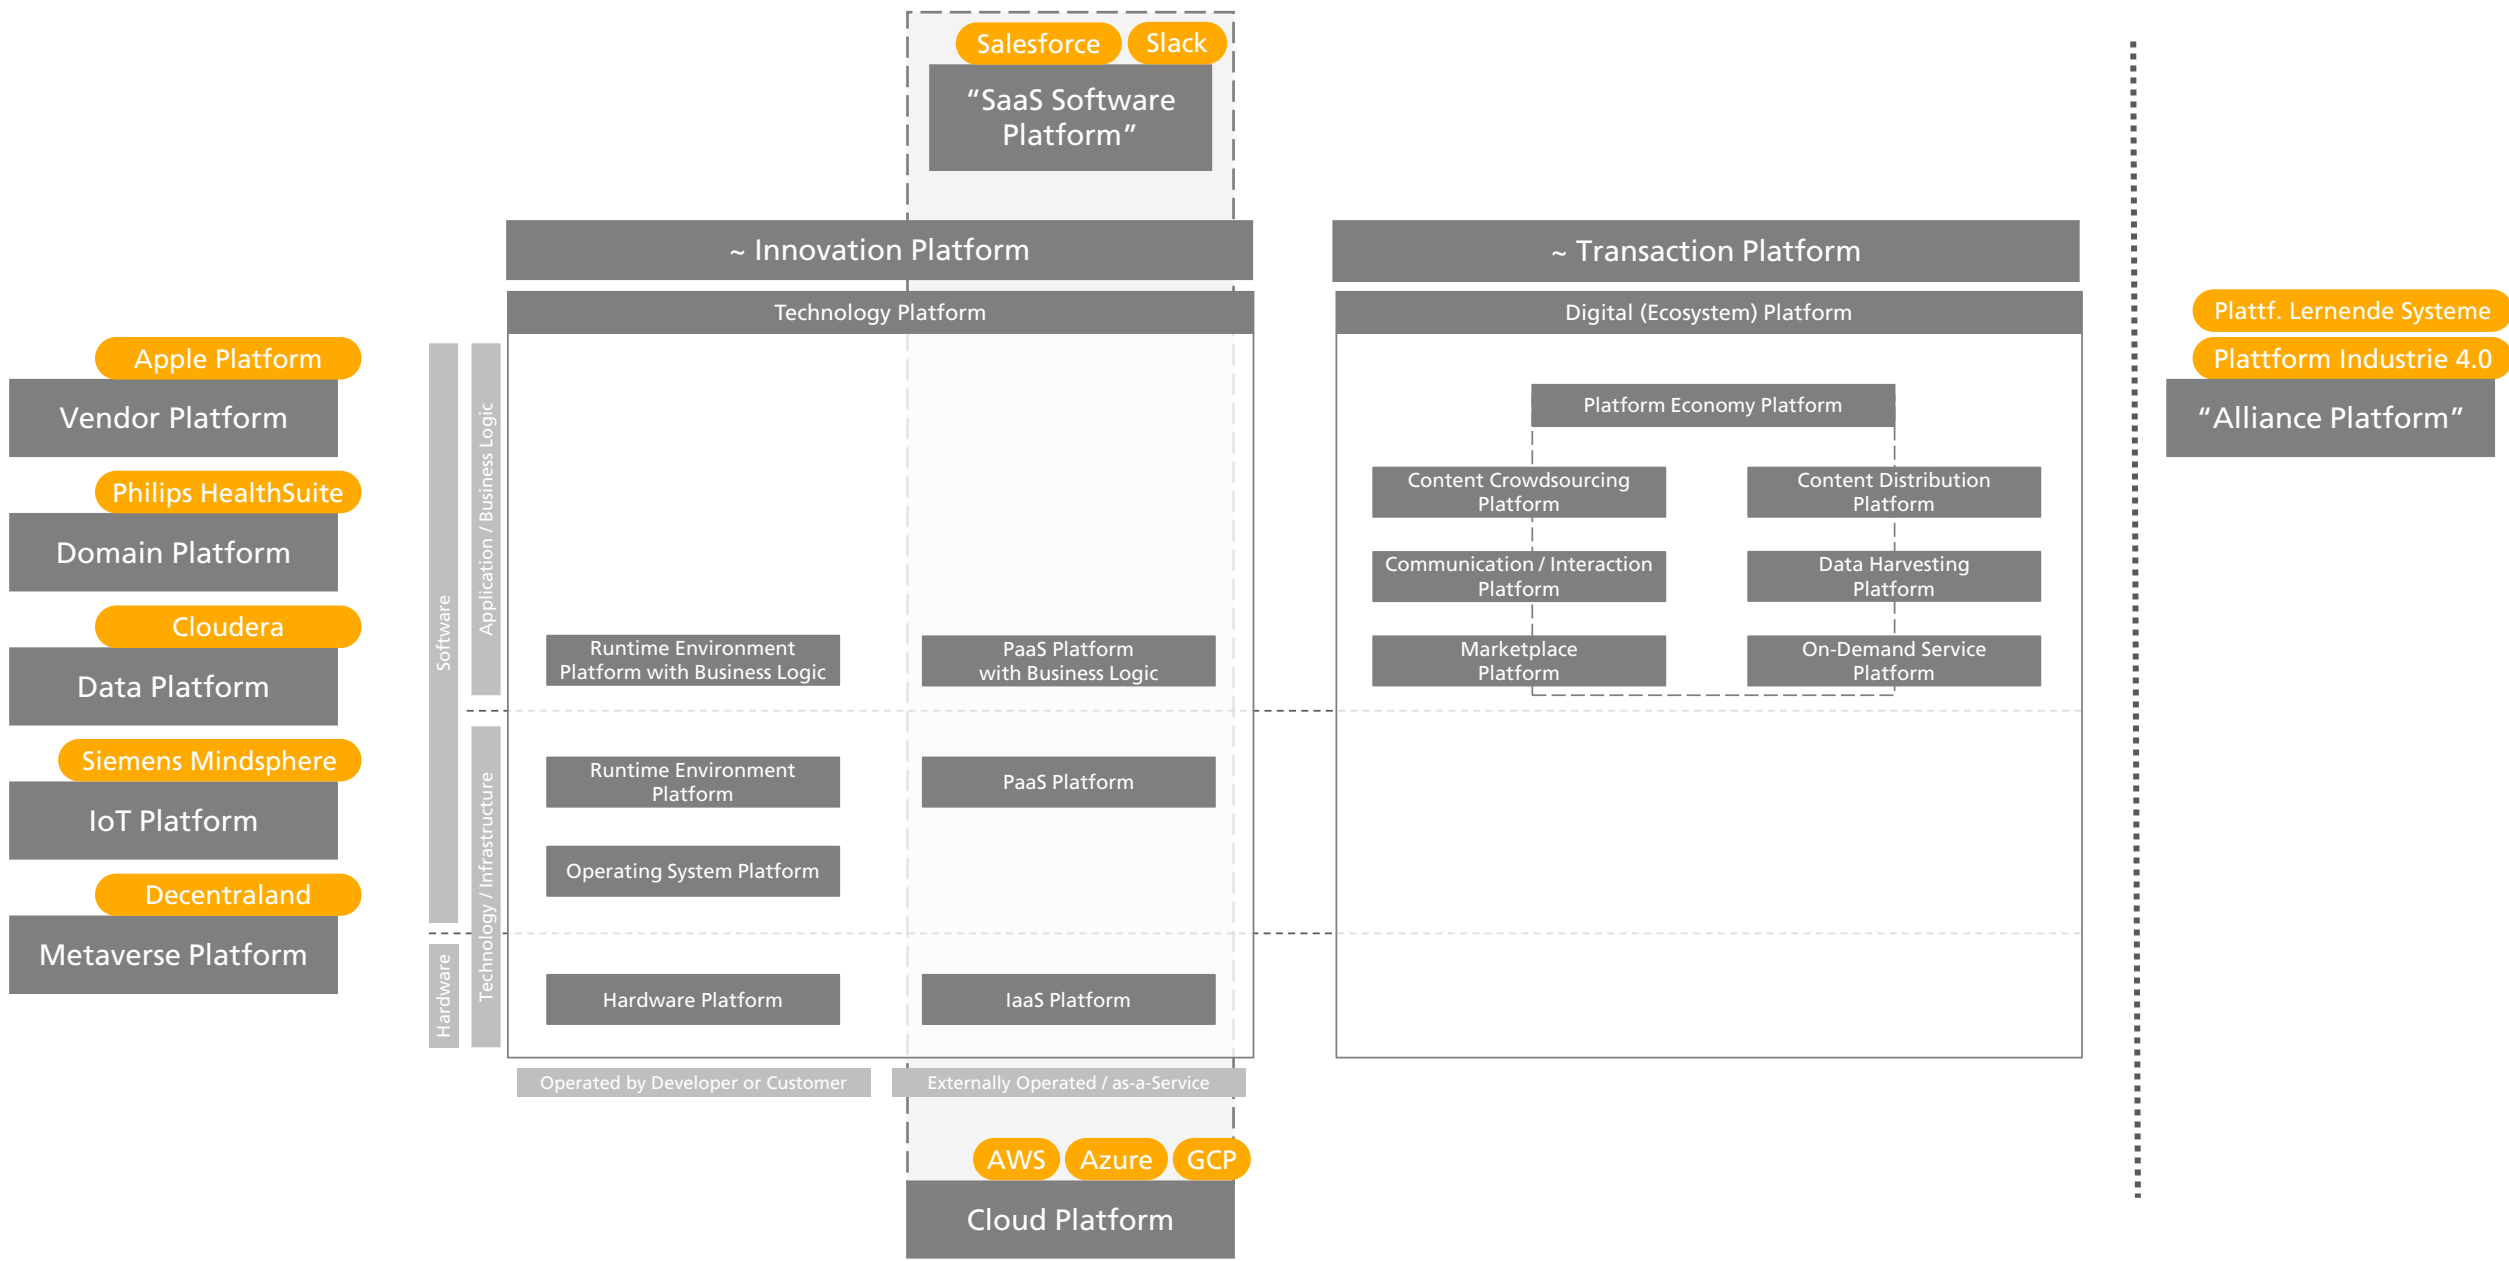 Salesforce
Slack
“SaaS Software
Platform”
~ Innovation Platform
~ Transaction Platform
Technology Platform
Digital (Ecosystem) Platform
Apple Platform
Vendor Platform
Philips HealthSuite
Domain Platform
Cloudera
Data Platform
Siemens Mindsphere
IoT Platform
Decentraland
Metaverse Platform
Software
Hardware
Application / Business Logic
Technology / Infrastructure
Runtime Environment
Platform with Business Logic
PaaS Platform
with Business Logic
Runtime Environment
Platform
PaaS Platform
Operating System Platform
Hardware Platform
IaaS Platform
Operated by Developer or Customer
Externally Operated / as-a-Service
AWS
Azure
GCP
Cloud Platform
Platform Economy Platform
Content Crowdsourcing
Platform
Content Distribution
Platform
Communication / Interaction
Platform
Data Harvesting
Platform
Marketplace
Platform
On-Demand Service
Platform
Plattf. Lernende Systeme
Plattform Industrie 4.0
“Alliance Platform”